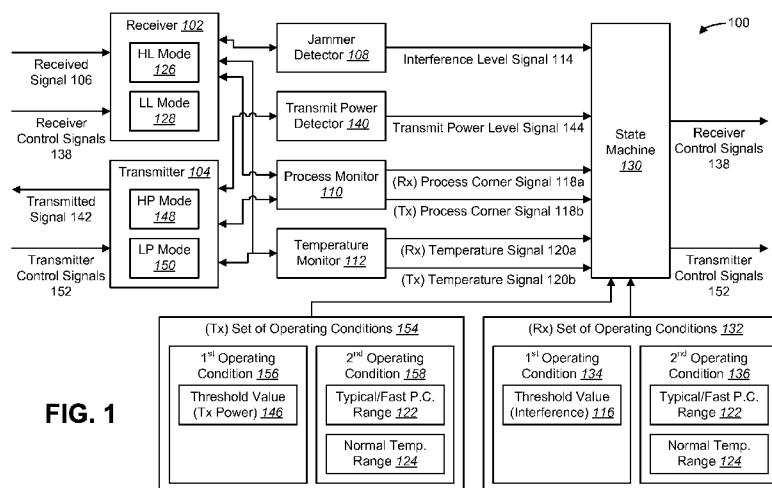 100
Receiver 102
HL Mode
126
LL Mode
128
Received
Signal 106
Receiver
Control Signals
138
Transmitter 104
HP Mode
148
LP Mode
150
Transmitted
Signal 142
Transmitter
Control Signals
152
Jammer
Detector 108
Interference Level Signal 114
Transmit Power
Detector 140
Transmit Power Level Signal 144
Process Monitor
110
(Rx) Process Corner Signal 118a
(Tx) Process Corner Signal 118b
Temperature
Monitor 112
(Rx) Temperature Signal 120a
(Tx) Temperature Signal 120b
State
Machine
130
Receiver
Control Signals
138
Transmitter
Control Signals
152
(Tx) Set of Operating Conditions 154
1st Operating
Condition 156
Threshold Value
(Tx Power) 146
2nd Operating
Condition 158
Typical/Fast P.C.
Range 122
Normal Temp.
Range 124
(Rx) Set of Operating Conditions 132
1st Operating
Condition 134
Threshold Value
(Interference) 116
2nd Operating
Condition 136
Typical/Fast P.C.
Range 122
Normal Temp.
Range 124
FIG. 1